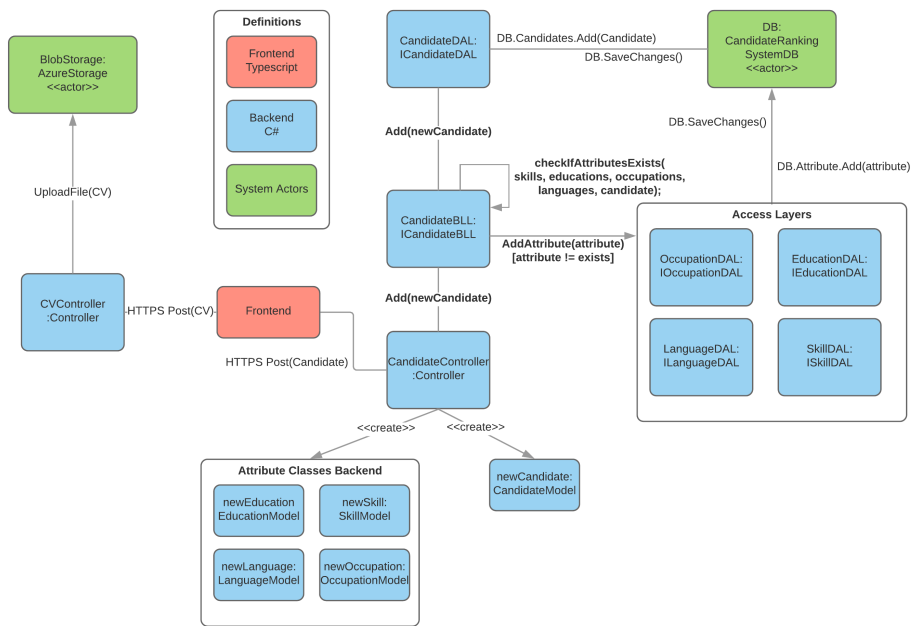 Definitions
Frontend
Typescript
Backend
C#
System Actors
BlobStorage:
AzureStorage
<<actor>>
UploadFile(CV)
CVController
:Controller
HTTPS Post(CV)
Frontend
HTTPS Post(Candidate)
CandidateDAL:
ICandidateDAL
DB.Candidates.Add(Candidate)
DB.SaveChanges()
DB:
CandidateRanking
SystemDB
<<actor>>
Add(newCandidate)
checkIfAttributesExists(
skills, educations, occupations,
languages, candidate);
DB.SaveChanges()
DB.Attribute.Add(attribute)
CandidateBLL:
ICandidateBLL
AddAttribute(attribute)
[attribute != exists]
Access Layers
OccupationDAL:
IOccupationDAL
EducationDAL:
IEducationDAL
LanguageDAL:
ILanguageDAL
SkillDAL:
ISkillDAL
Add(newCandidate)
CandidateController
:Controller
<<create>>
<<create>>
Attribute Classes Backend
newEducation
EducationModel
newSkill:
SkillModel
newLanguage:
LanguageModel
newOccupation:
OccupationModel
newCandidate:
CandidateModel